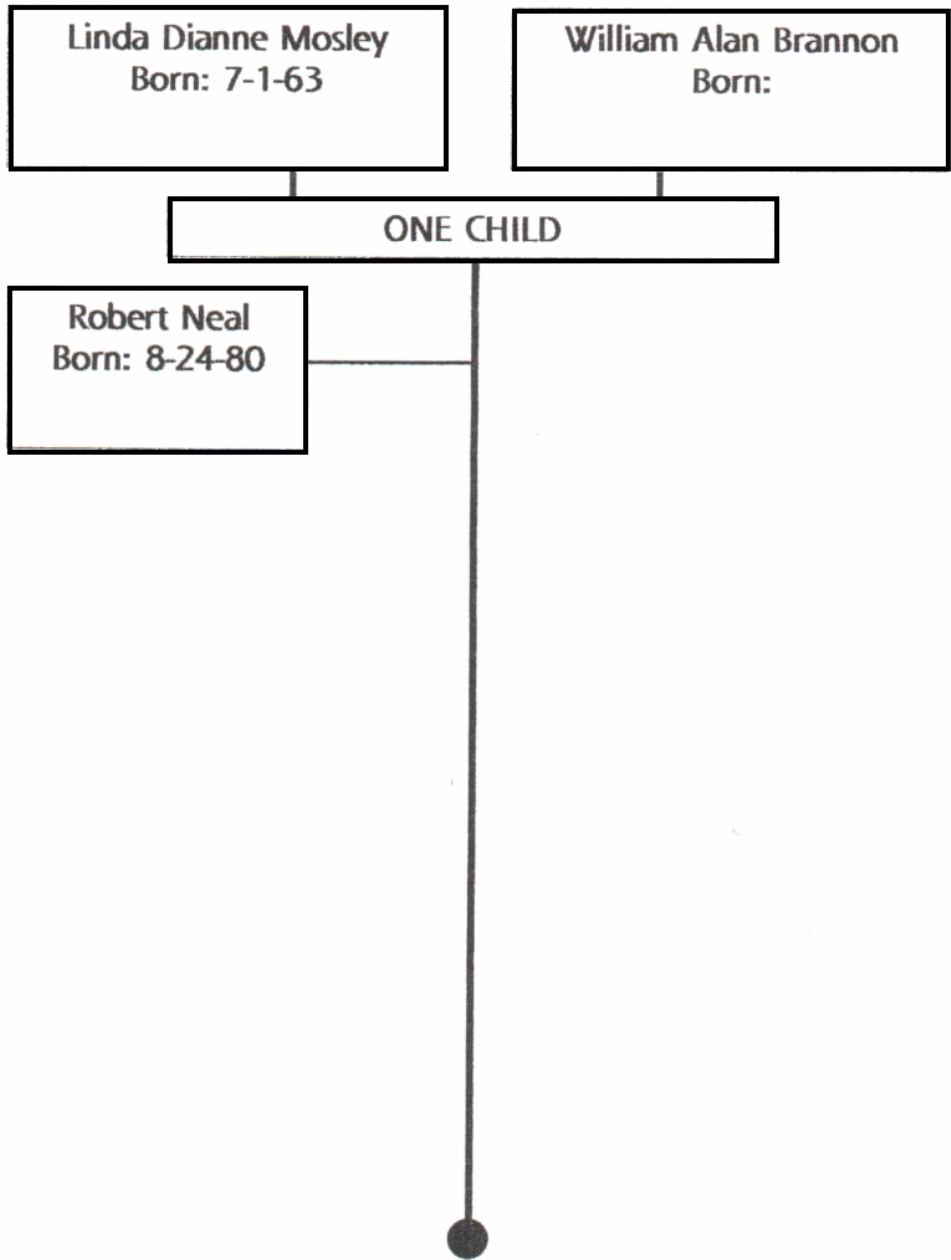 Linda Dianne Mosley
Born: 7-1-63
William Alan Brannon
Born:
ONE CHILD
Robert Neal
Born: 8-24-80